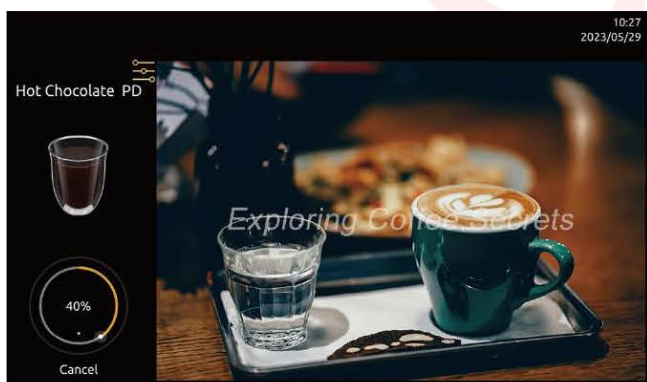 10:27
2023/05/29
Hot Chocolate PD
Exploring Coffee Secrets
40%
Cancel